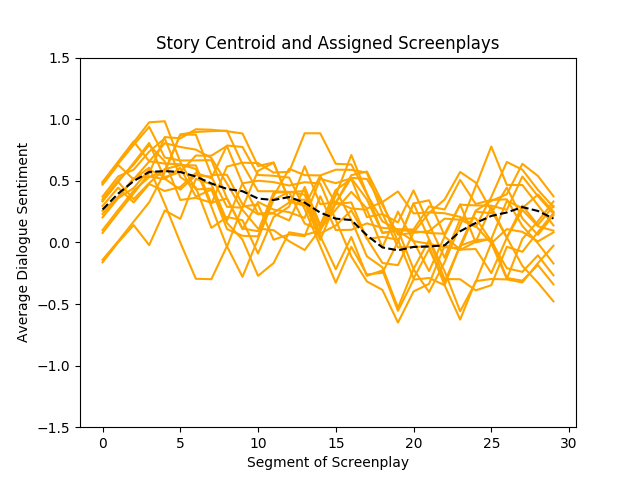 Story Centroid and Assigned Screenplays
Average Dialogue Sentiment
1.5
1.0
0.5
0.0
−0.5
−1.0
−1.5
0 5 10 15 20 25 30
Segment of Screenplay